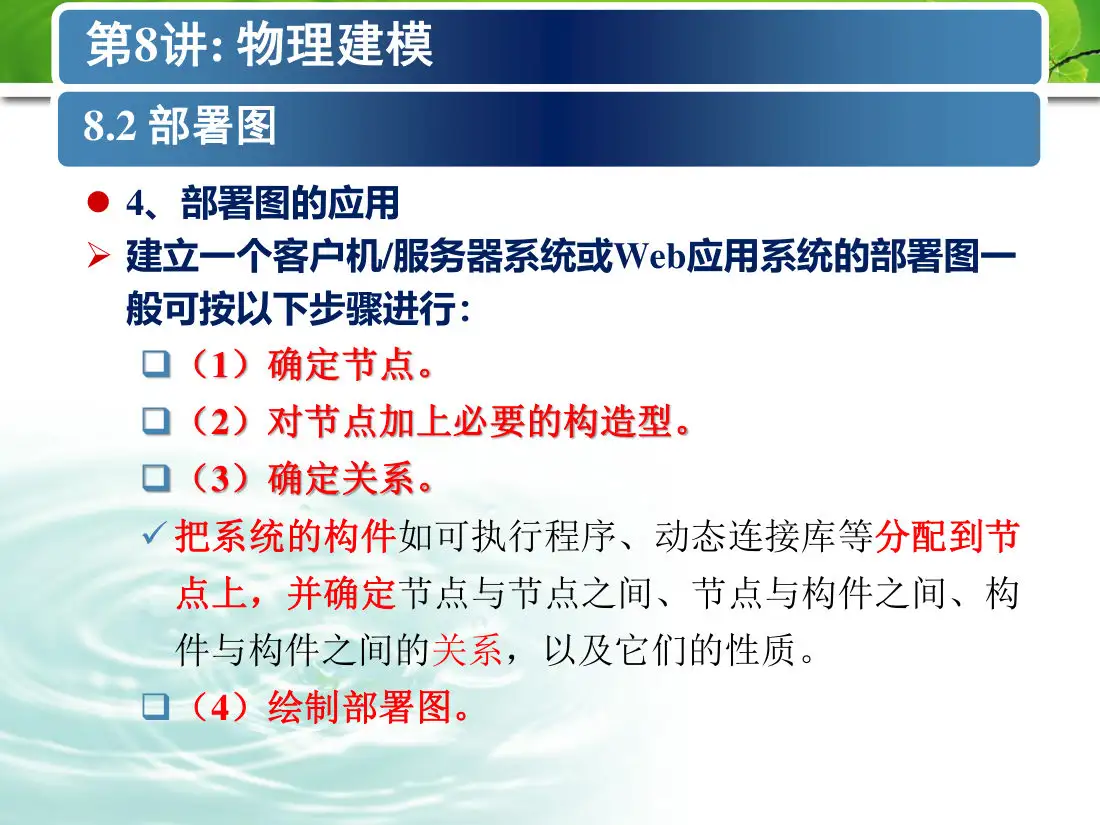 第8讲: 物理建模
8.2 部署图
4、部署图的应用
建立一个客户机/服务器系统或Web应用系统的部署图一
般可按以下步骤进行：
（1）确定节点。
（2）对节点加上必要的构造型。
（3）确定关系。
把系统的构件如可执行程序、动态连接库等分配到节
点上，并确定节点与节点之间、节点与构件之间、构
件与构件之间的关系，以及它们的性质。
（4）绘制部署图。